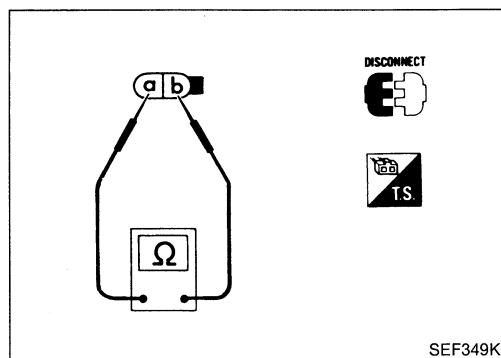 DISCONNECT
a b
T.S.
Ω
SEF349K